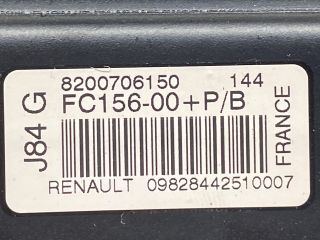 J84 G
8200706150 144
FC156-00+P/B
RENAULT 09828442510007
FRANCE